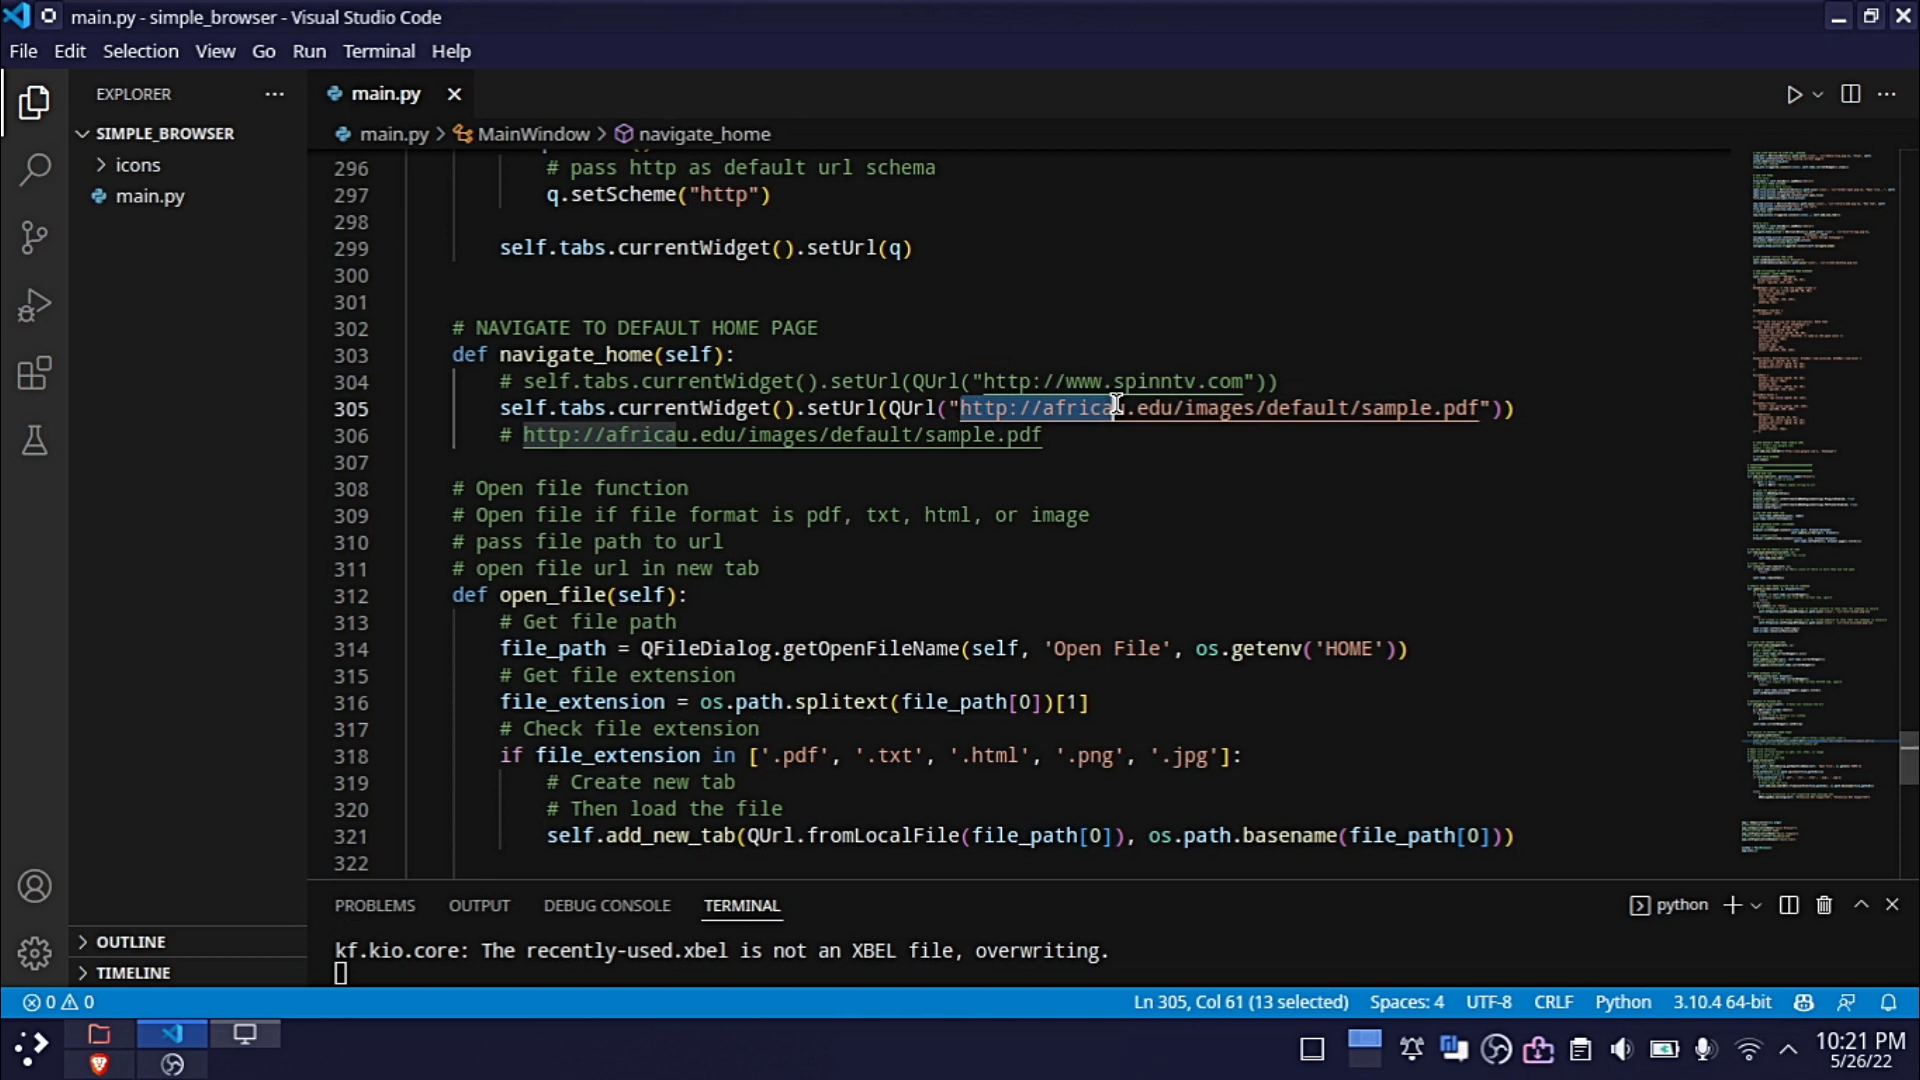 main.py - simple_browser - Visual Studio Code
File Edit Selection View Go Run Terminal Help
EXPLORER ...
main.py
SIMPLE_BROWSER
main.py > MainWindow > navigate_home
icons
main.py
296 # pass http as default url schema
297 q.setScheme("http")
298
299 self.tabs.currentWidget().setUrl(q)
300
301
302 # NAVIGATE TO DEFAULT HOME PAGE
303 def navigate_home(self):
304 # self.tabs.currentWidget().setUrl(QUrl("http://www.spinntv.com"))
305 self.tabs.currentWidget().setUrl(QUrl("http://africau.edu/images/default/sample.pdf"))
306 # http://africau.edu/images/default/sample.pdf
307
308 # Open file function
309 # Open file if file format is pdf, txt, html, or image
310 # pass file path to url
311 # open file url in new tab
312 def open_file(self):
313 # Get file path
314 file_path = QFileDialog.getOpenFileName(self, 'Open File', os.getenv('HOME'))
315 # Get file extension
316 file_extension = os.path.splitext(file_path[0])[1]
317 # Check file extension
318 if file_extension in ['.pdf', '.txt', '.html', '.png', '.jpg']:
319 # Create new tab
320 # Then load the file
321 self.add_new_tab(QUrl.fromLocalFile(file_path[0]), os.path.basename(file_path[0]))
322
OUTLINE
TIMELINE
PROBLEMS OUTPUT DEBUG CONSOLE TERMINAL python
kf.kio.core: The recently-used.xbel is not an XBEL file, overwriting.
0 0 Ln 305, Col 61 (13 selected) Spaces: 4 UTF-8 CRLF Python 3.10.4 64-bit
10:21 PM
5/26/22